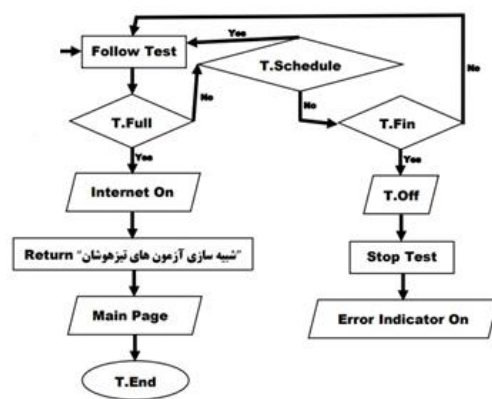 Yes
Follow Test
T.Schedule
No
No
T.Full
T.Fin
No
Yes
Yes
Internet On
T.Off
Return "شبیه سازی آزمون های تیزهوشان"
Stop Test
Main Page
Error Indicator On
T.End